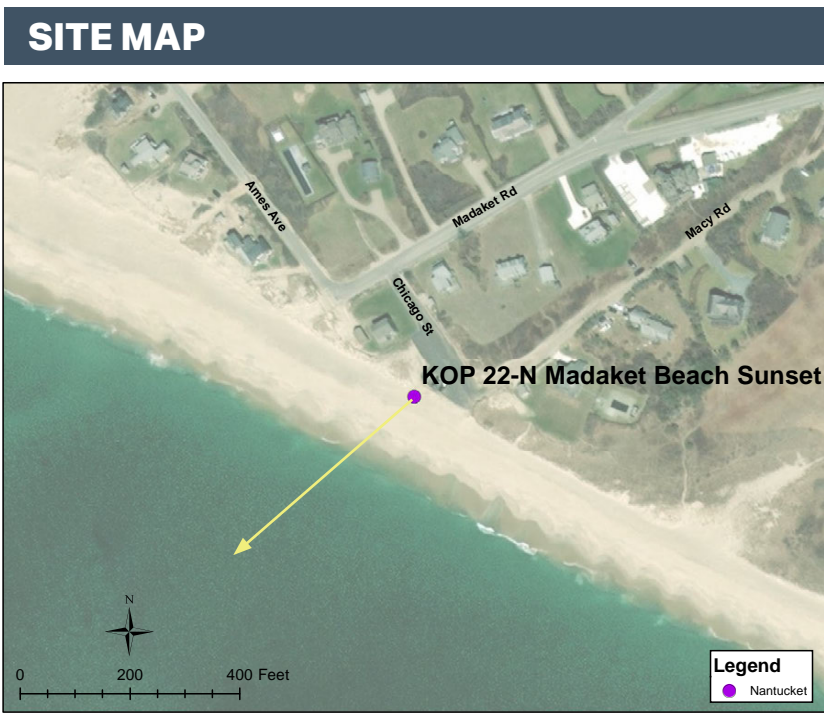 SITE MAP
Ames Ave
Madaket Rd
Macy Rd
Chicago St
KOP 22-N Madaket Beach Sunset
N
0 200 400 Feet
Legend
Nantucket